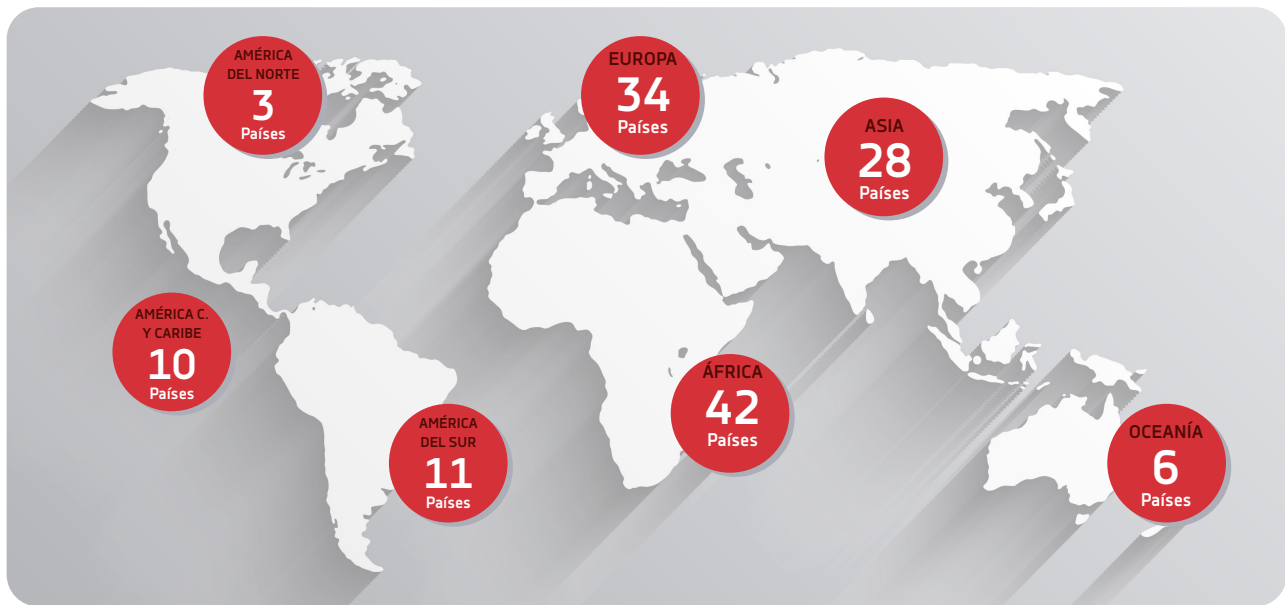 AMÉRICA
DEL NORTE
3
Países
EUROPA
34
Países
ASIA
28
Países
AMÉRICA C.
Y CARIBE
10
Países
ÁFRICA
42
Países
AMÉRICA
DEL SUR
11
Países
OCEANÍA
6
Países